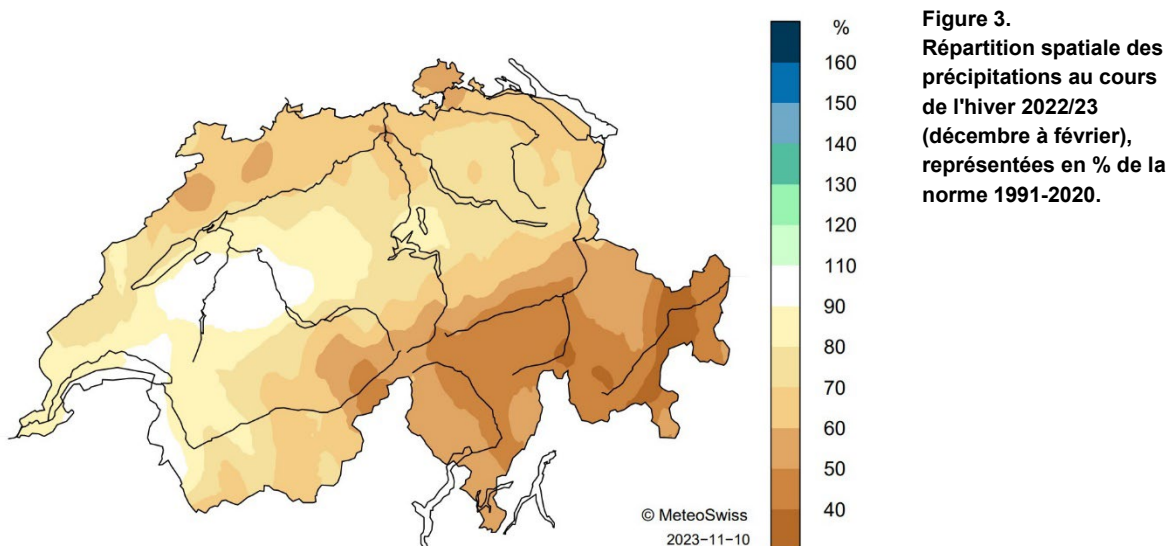 %
160
150
140
130
120
110
90
80
70
60
50
40
© MeteoSwiss
2023-11-10
Figure 3.
Répartition spatiale des
précipitations au cours
de l'hiver 2022/23
(décembre à février),
représentées en % de la
norme 1991-2020.